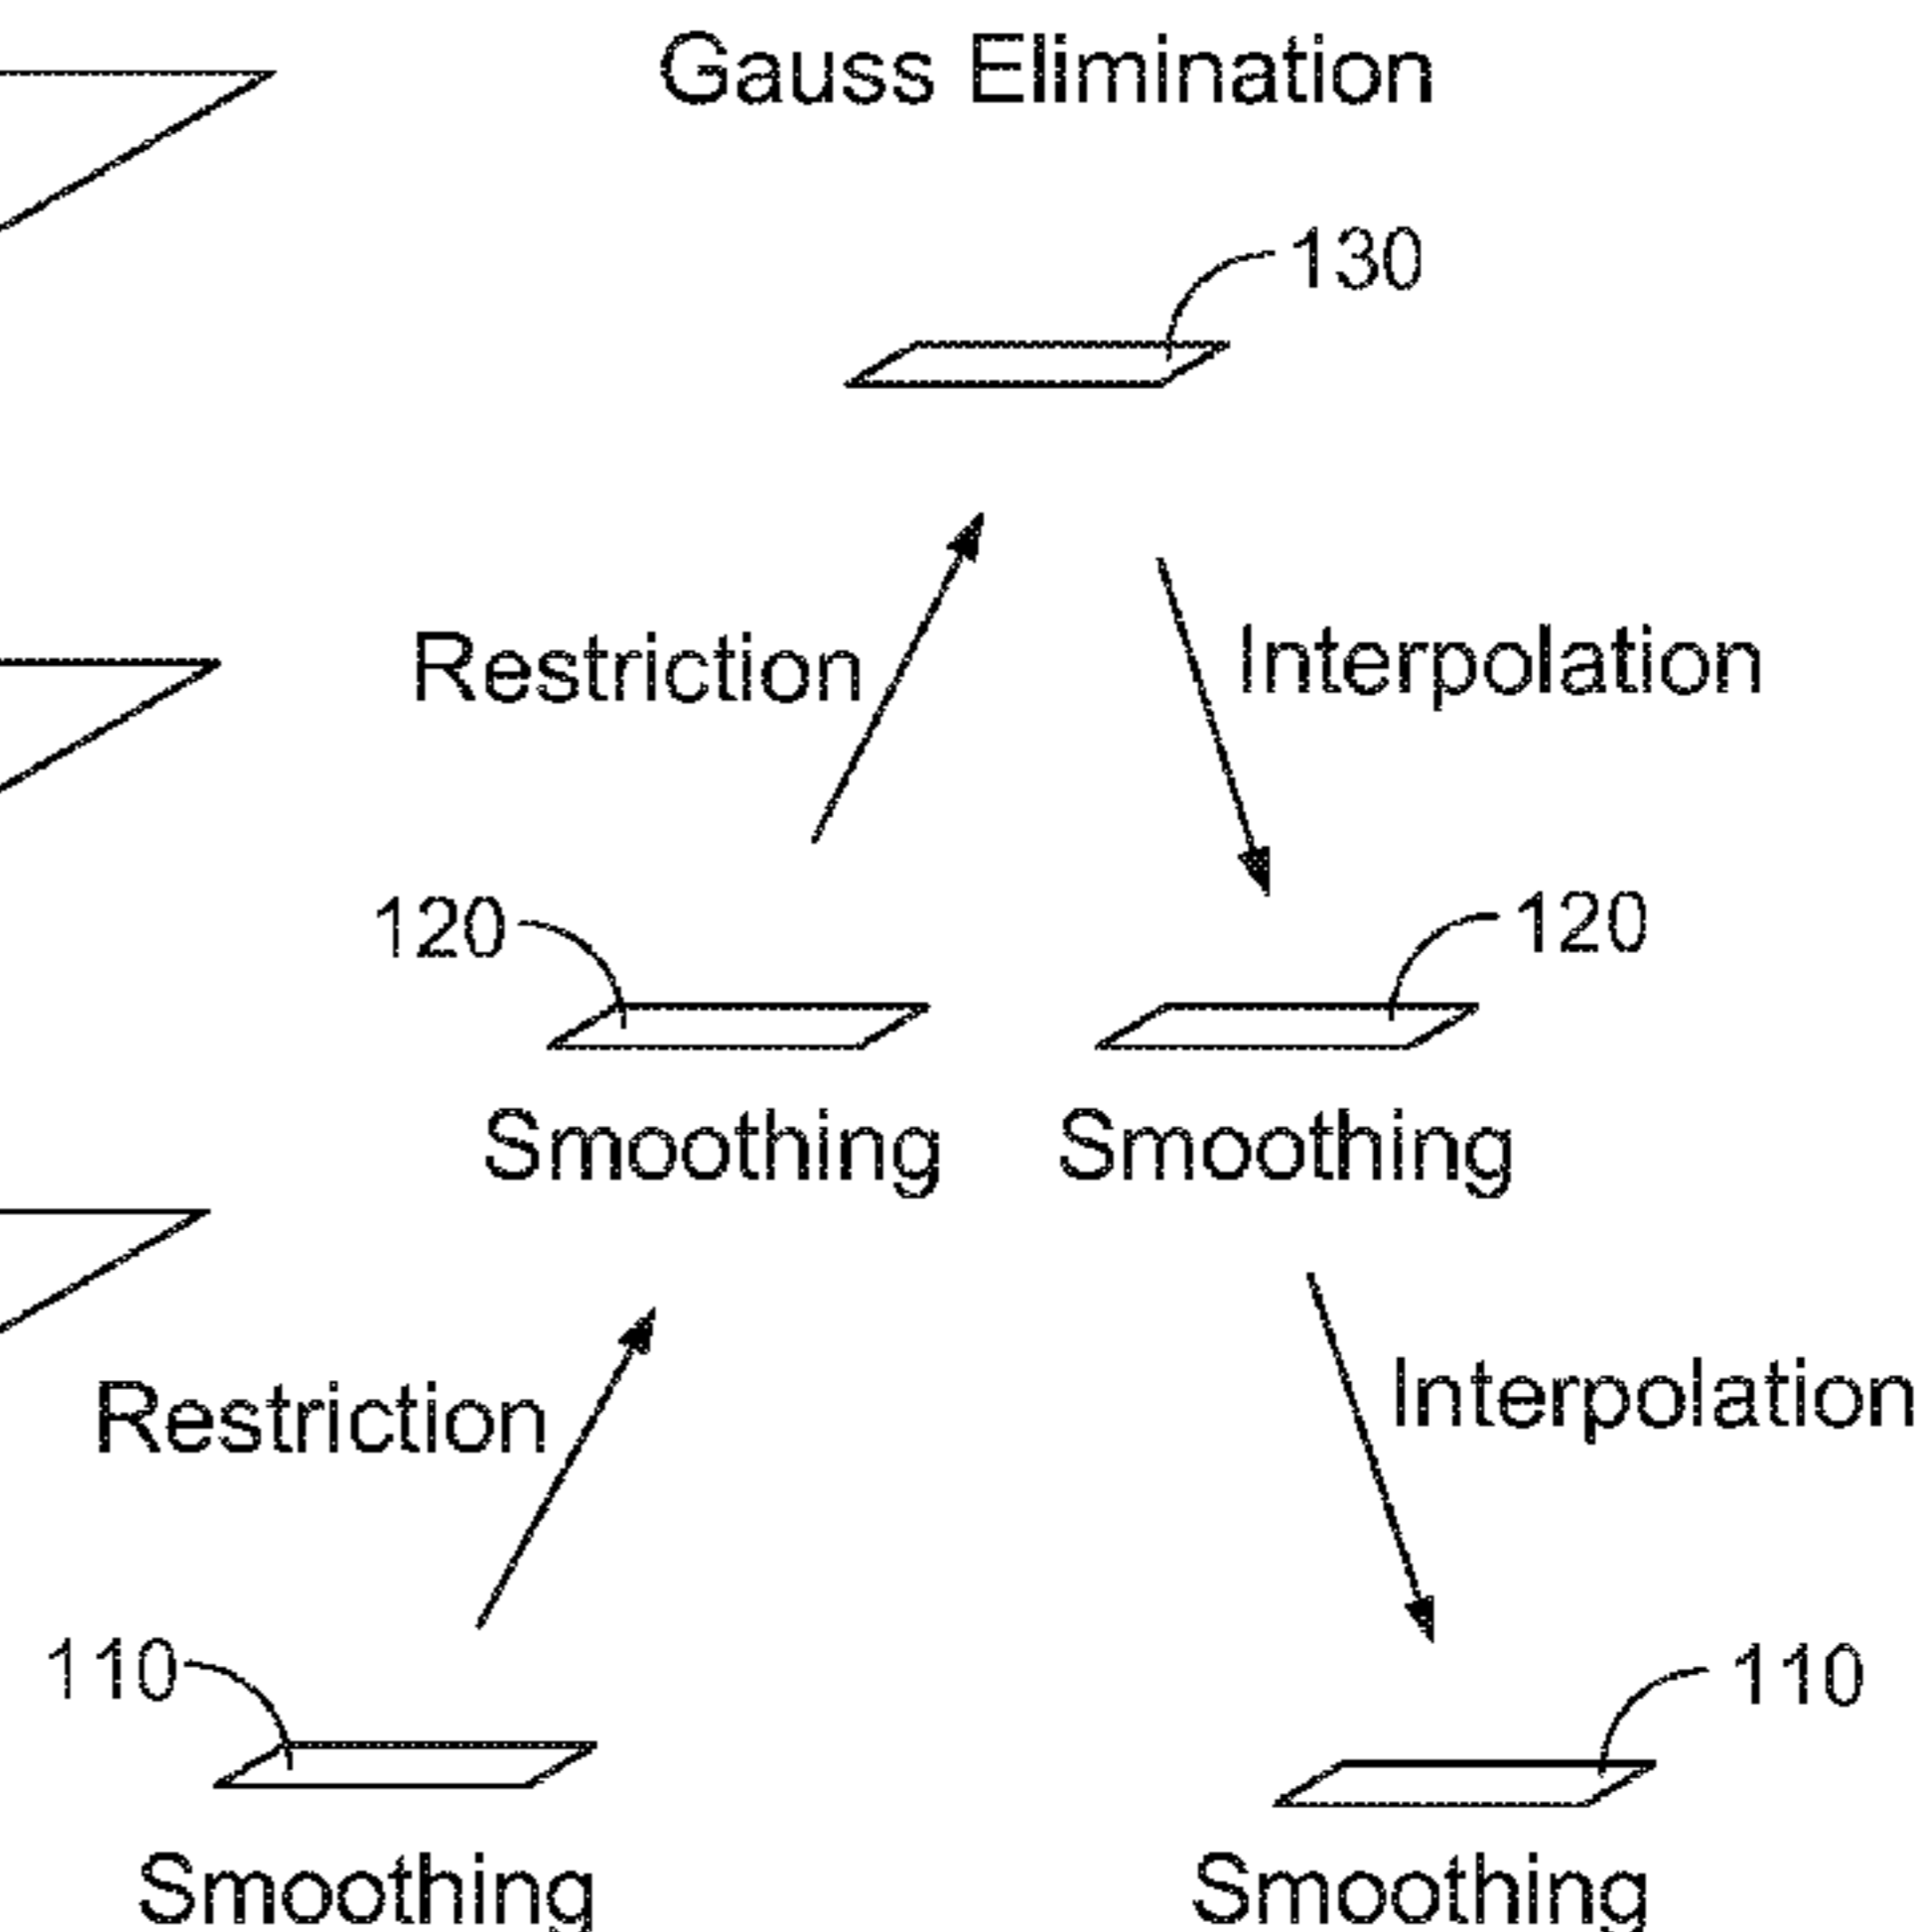 Gauss Elimination
130
Restriction
Interpolation
120
120
Smoothing
Smoothing
Restriction
Interpolation
110
110
Smoothing
Smoothing